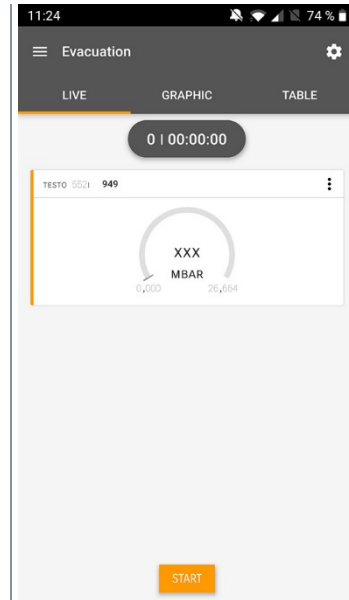 11:24 74 %
Evacuation
LIVE GRAPHIC TABLE
0 | 00:00:00
TESTO 552i 949
XXX
MBAR
0,000 26,664
START